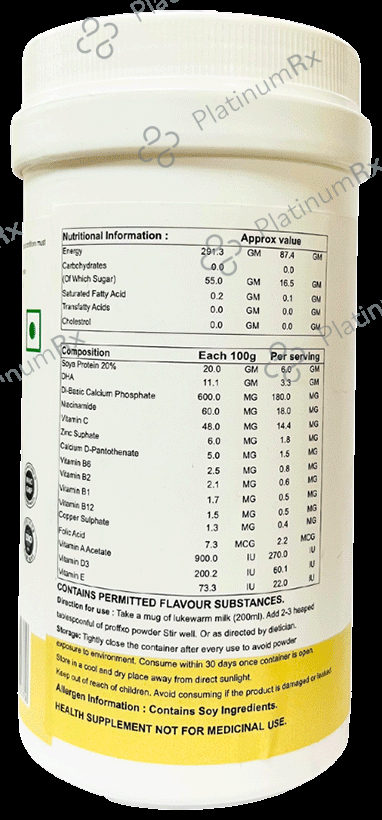 PlatinumRx
Nutritional Information : Approx value
Energy 291.3 GM 87.4 GM
Carbohydrates 0.0 0.0
(Of Which Sugar) 55.0 GM 16.5 GM
Saturated Fatty Acid 0.2 GM 0.1 GM
Transfatty Acids 0.0 GM 0.0 GM
Cholestrol 0.0 GM 0.0 GM
Composition Each 100g Per serving
Soya Protein 20% 20.0 GM 6.0 GM
DHA 11.1 GM 3.3 GM
Di-Basic Calcium Phosphate 600.0 MG 180.0 MG
Niacinamide 60.0 MG 18.0 MG
Vitamin C 48.0 MG 14.4 MG
Zinc Suphate 6.0 MG 1.8 MG
Calcium D-Pantothenate 5.0 MG 1.5 MG
Vitamin B6 2.5 MG 0.8 MG
Vitamin B2 2.1 MG 0.6 MG
Vitamin B1 1.7 MG 0.5 MG
Vitamin B12 1.5 MG 0.5 MG
Copper Sulphate 1.3 MG 0.4 MG
Folic Acid 7.3 MCG 2.2 MCG
Vitamin A Acetate 900.0 IU 270.0 IU
Vitamin D3 200.2 IU 60.1 IU
Vitamin E 73.3 IU 22.0 IU
CONTAINS PERMITTED FLAVOUR SUBSTANCES.
Direction for use : Take a mug of lukewarm milk (200ml). Add 2-3 heaped
tablespoonful of proffxo powder Stir well. Or as directed by dietician.
Storage: Tightly close the container after every use to avoid powder
exposure to environment. Consume within 30 days once container is open.
Store in a cool and dry place away from direct sunlight.
Keep out of reach of children. Avoid consuming if the product is damaged or leaked.
Allergen Information : Contains Soy Ingredients.
HEALTH SUPPLEMENT NOT FOR MEDICINAL USE.